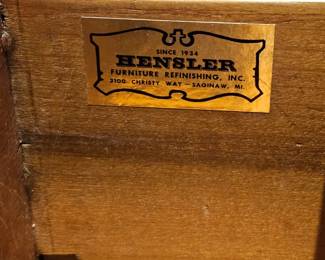 SINCE 1934
HENSLER
FURNITURE REFINISHING, INC.
3100 CHRISTY WAY – SAGINAW, MI.